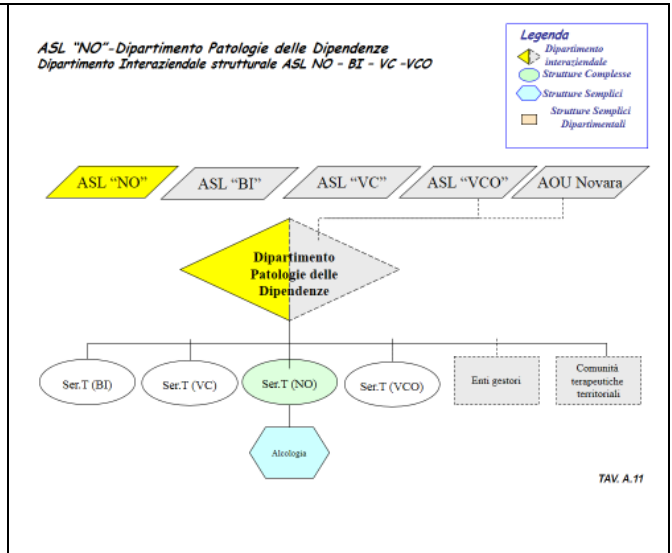 ASL “NO”-Dipartimento Patologie delle Dipendenze
Dipartimento Interaziendale strutturale ASL NO – BI – VC –VCO
Legenda
Dipartimento
interaziendale
Strutture Complesse
Strutture Semplici
Strutture Semplici
Dipartimentali
ASL “NO”
ASL “BI”
ASL “VC”
ASL “VCO”
AOU Novara
Dipartimento
Patologie delle
Dipendenze
Ser.T (BI)
Ser.T (VC)
Ser.T (NO)
Ser.T (VCO)
Enti gestori
Comunità
terapeutiche
territoriali
Alcologia
TAV. A.11